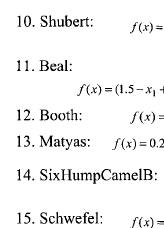 10. Shubert: f(x)=
11. Beal:
f(x)=(1.5−x₁+
12. Booth: f(x)=
13. Matyas: f(x)=0.2
14. SixHumpCamelB:
15. Schwefel: f(x)=